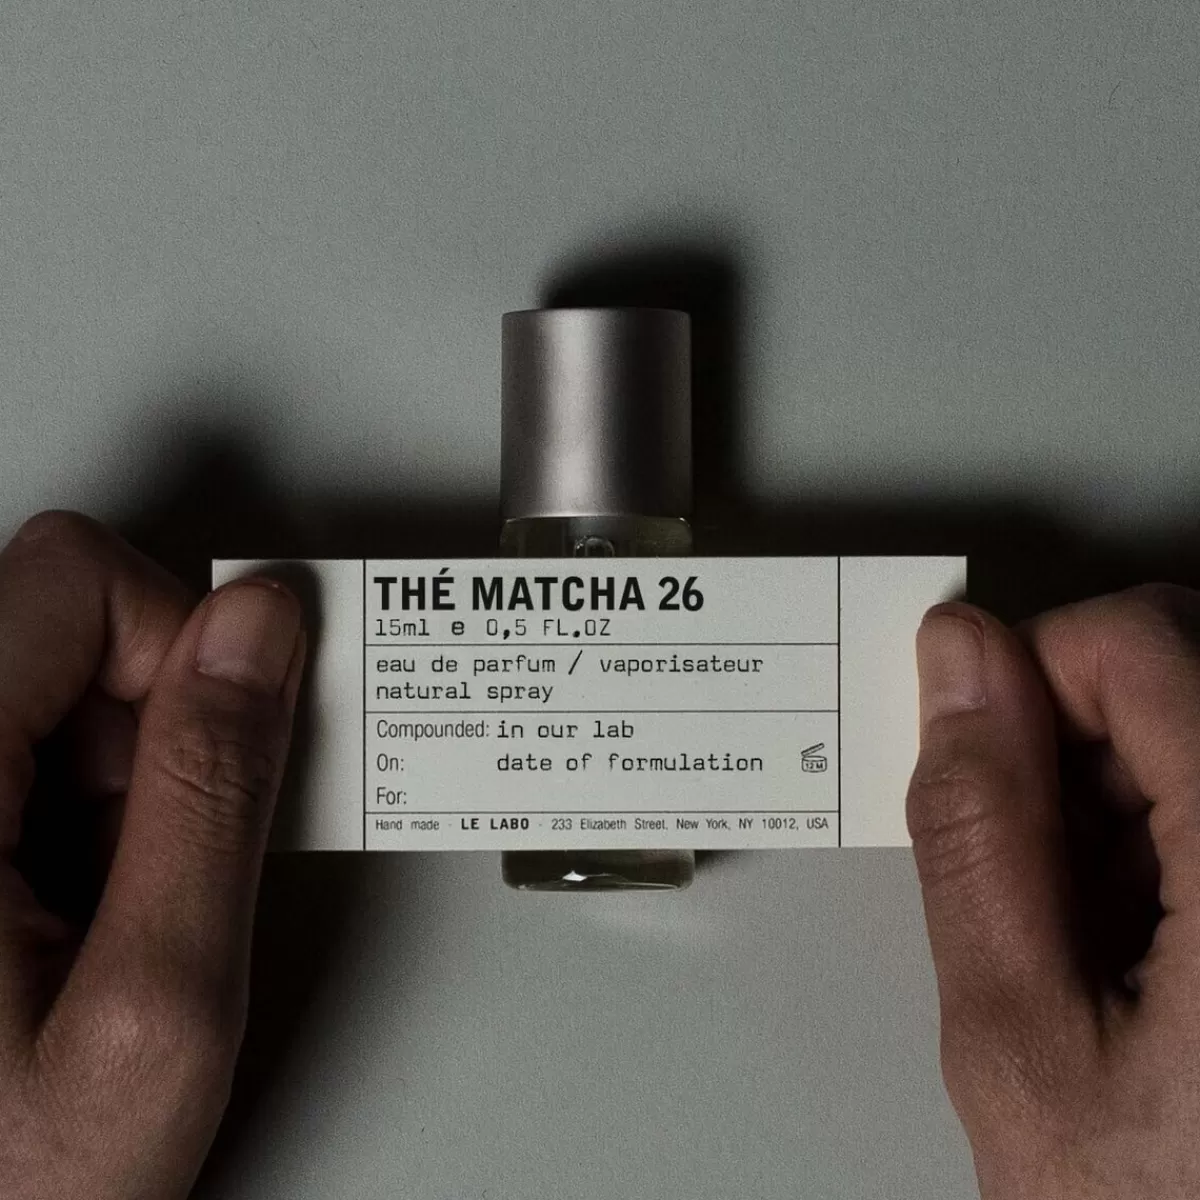 THÉ MATCHA 26
15ml e 0,5 FL.OZ
eau de parfum / vaporisateur
natural spray
Compounded: in our lab
On: date of formulation
12M
For:
Hand made · LE LABO · 233 Elizabeth Street, New York, NY 10012, USA